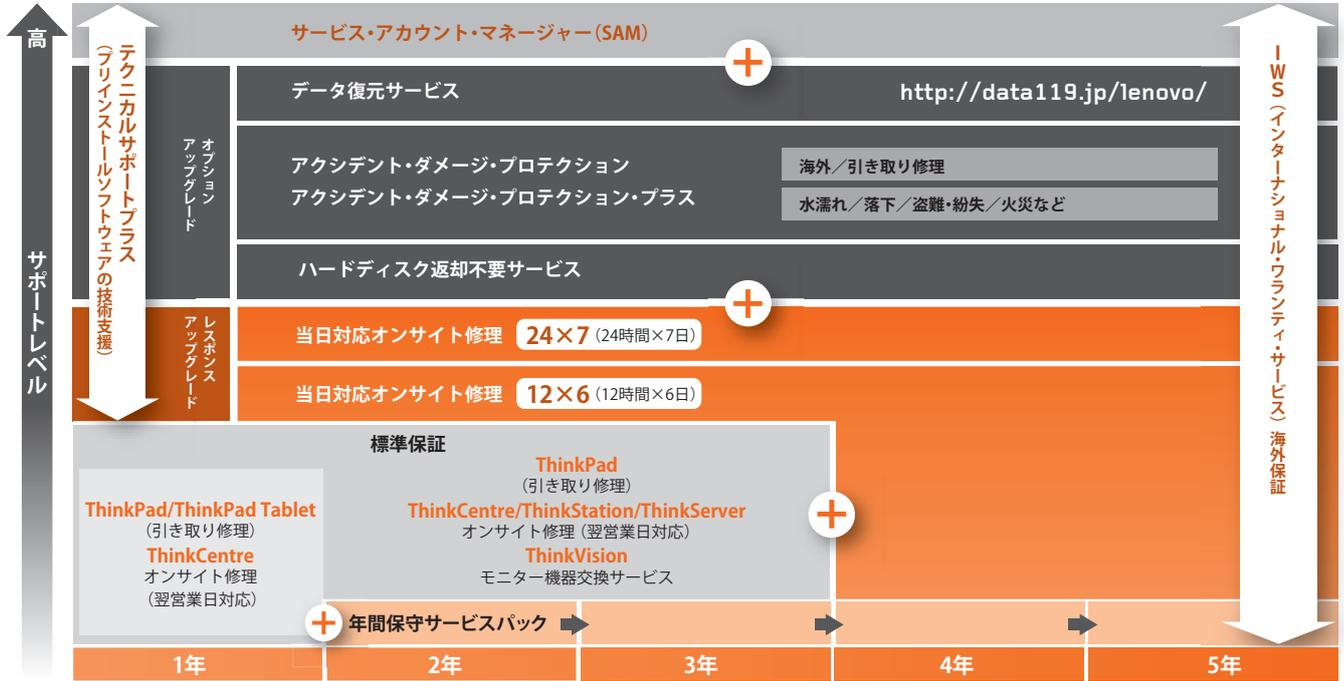 高
サポートレベル
テクニカルサポートプラス
（プリインストールソフトウェアの技術支援）
サービス・アカウント・マネージャー（SAM）
オプション
アップグレード
データ復元サービス
http://data119.jp/lenovo/
アクシデント・ダメージ・プロテクション
海外／引き取り修理
アクシデント・ダメージ・プロテクション・プラス
水濡れ／落下／盗難・紛失／火災など
ハードディスク返却不要サービス
レスポンス
アップグレード
当日対応オンサイト修理 24×7（24時間×7日）
当日対応オンサイト修理 12×6（12時間×6日）
標準保証
ThinkPad/ThinkPad Tablet
（引き取り修理）
ThinkCentre
オンサイト修理
（翌営業日対応）
ThinkPad
（引き取り修理）
ThinkCentre/ThinkStation/ThinkServer
オンサイト修理（翌営業日対応）
ThinkVision
モニター機器交換サービス
年間保守サービスパック
1年
2年
3年
4年
5年
IWS（インターナショナル・ワランティ・サービス）海外保証